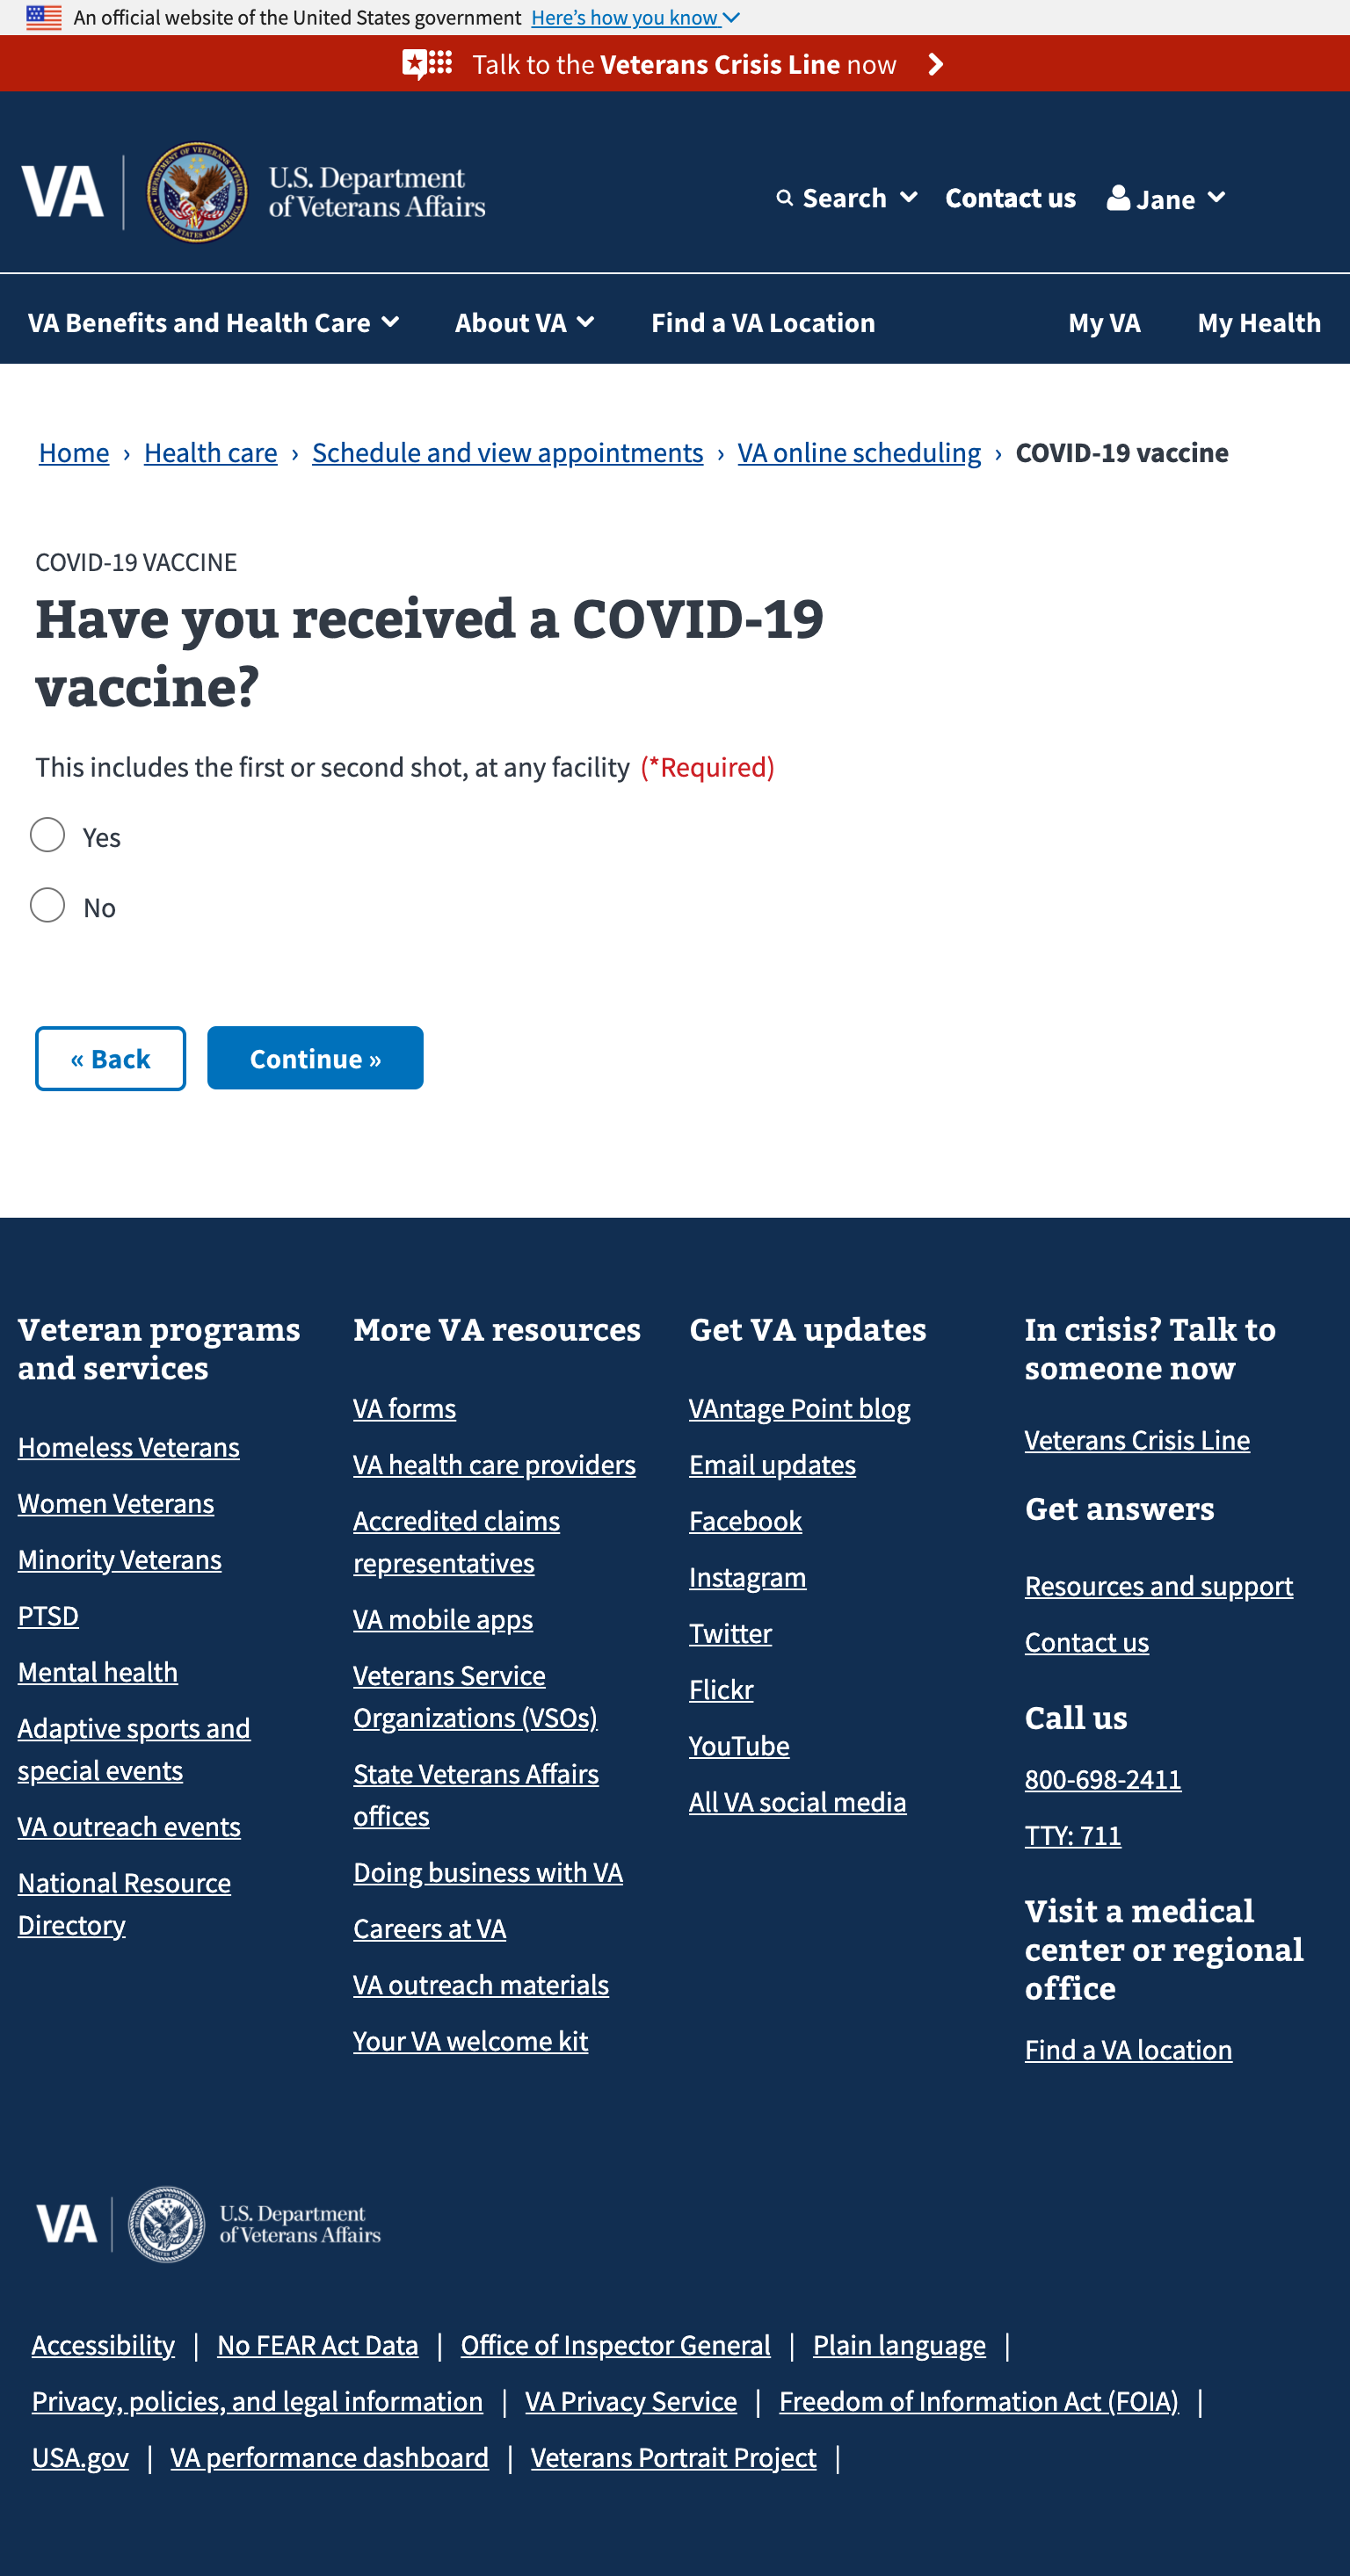 An official website of the United States government Here's how you know
Talk to the Veterans Crisis Line now
VA
U.S. Department
of Veterans Affairs
Search Contact us Jane
VA Benefits and Health Care About VA Find a VA Location My VA My Health
Home › Health care › Schedule and view appointments › VA online scheduling › COVID-19 vaccine
COVID-19 VACCINE
Have you received a COVID-19
vaccine?
This includes the first or second shot, at any facility (*Required)
Yes
No
« Back Continue »
Veteran programs
and services
Homeless Veterans
Women Veterans
Minority Veterans
PTSD
Mental health
Adaptive sports and
special events
VA outreach events
National Resource
Directory
More VA resources
VA forms
VA health care providers
Accredited claims
representatives
VA mobile apps
Veterans Service
Organizations (VSOs)
State Veterans Affairs
offices
Doing business with VA
Careers at VA
VA outreach materials
Your VA welcome kit
Get VA updates
VAntage Point blog
Email updates
Facebook
Instagram
Twitter
Flickr
YouTube
All VA social media
In crisis? Talk to
someone now
Veterans Crisis Line
Get answers
Resources and support
Contact us
Call us
800-698-2411
TTY: 711
Visit a medical
center or regional
office
Find a VA location
VA
U.S. Department
of Veterans Affairs
Accessibility | No FEAR Act Data | Office of Inspector General | Plain language |
Privacy, policies, and legal information | VA Privacy Service | Freedom of Information Act (FOIA) |
USA.gov | VA performance dashboard | Veterans Portrait Project |